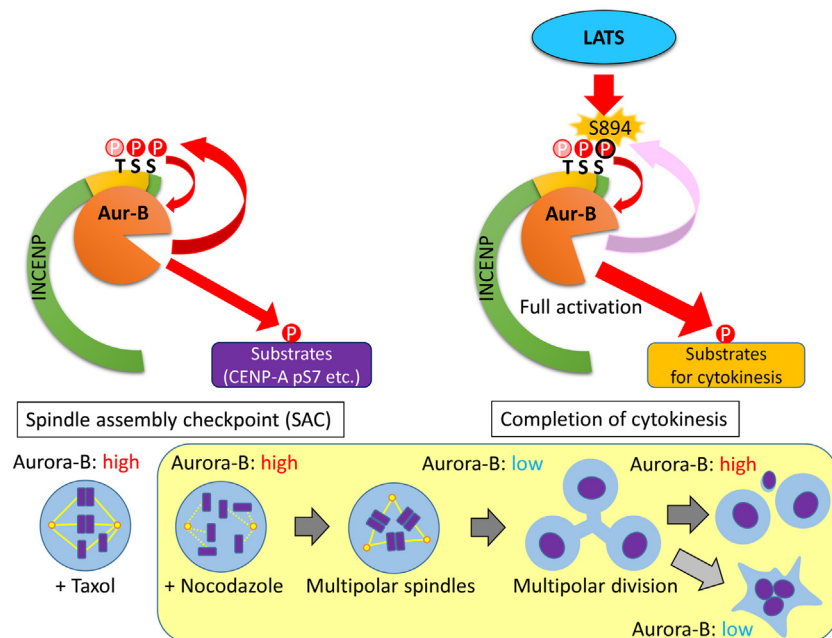 LATS
S894
P P P
T S S
Aur-B
INCENP
P
Substrates
(CENP-A pS7 etc.)
P P P
T S S
Aur-B
INCENP
Full activation
P
Substrates
for cytokinesis
Spindle assembly checkpoint (SAC)
Completion of cytokinesis
Aurora-B: high
Aurora-B: high
Aurora-B: low
Aurora-B: high
+ Taxol
+ Nocodazole
Multipolar spindles
Multipolar division
Aurora-B: low